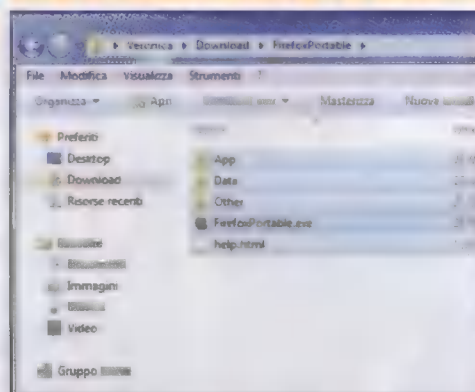 Veronica ▸ Download ▸ FirefoxPortable ▸
File Modifica Visualizza Strumenti ?
Organizza Apri Masterizza Nuova
Preferiti
Desktop
Download
Risorse recenti
Immagini
Video
Gruppo
App
Data
Other
FirefoxPortable.exe
help.html